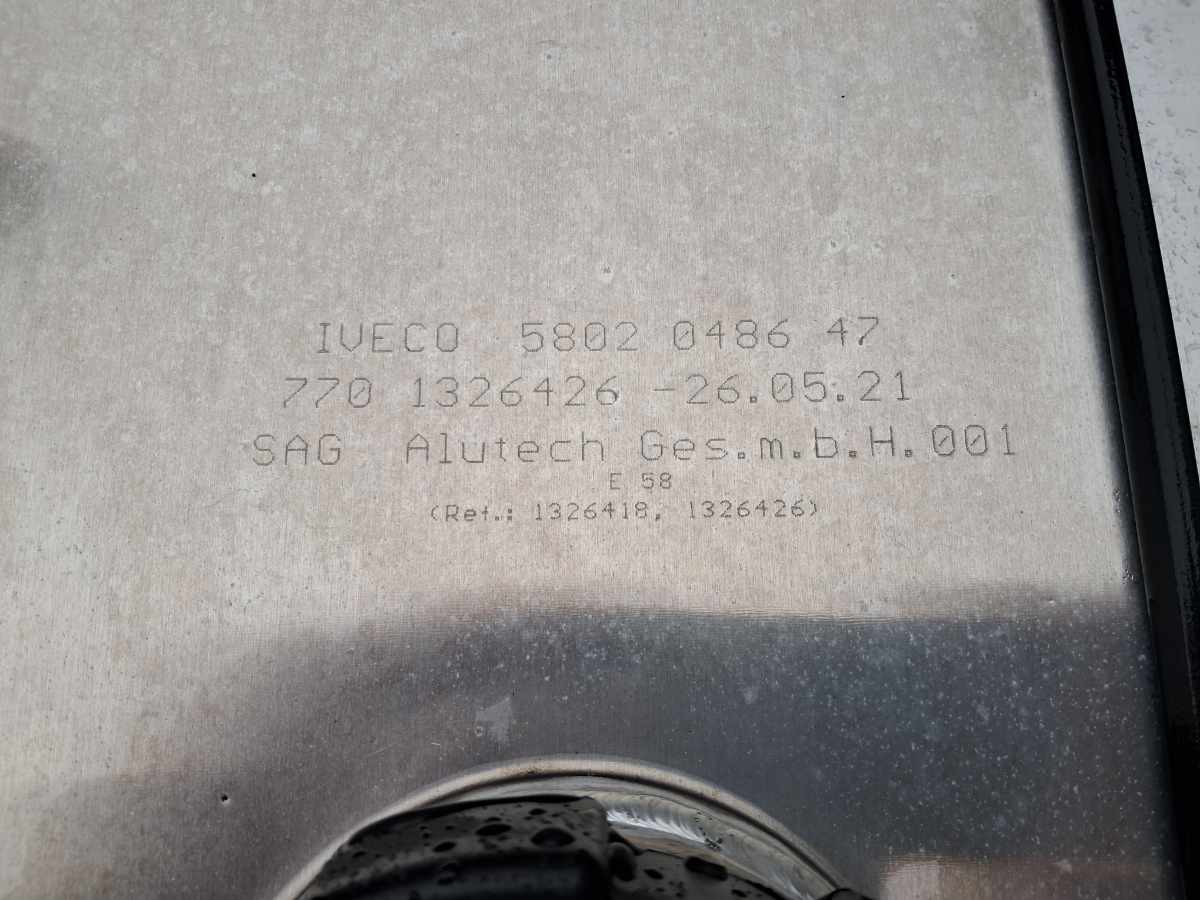 IVECO 5802 0486 47
770 1326426 -26.05.21
SAG Alutech Ges.m.b.H.001
E 58
(Ref.: 1326418, 1326426)